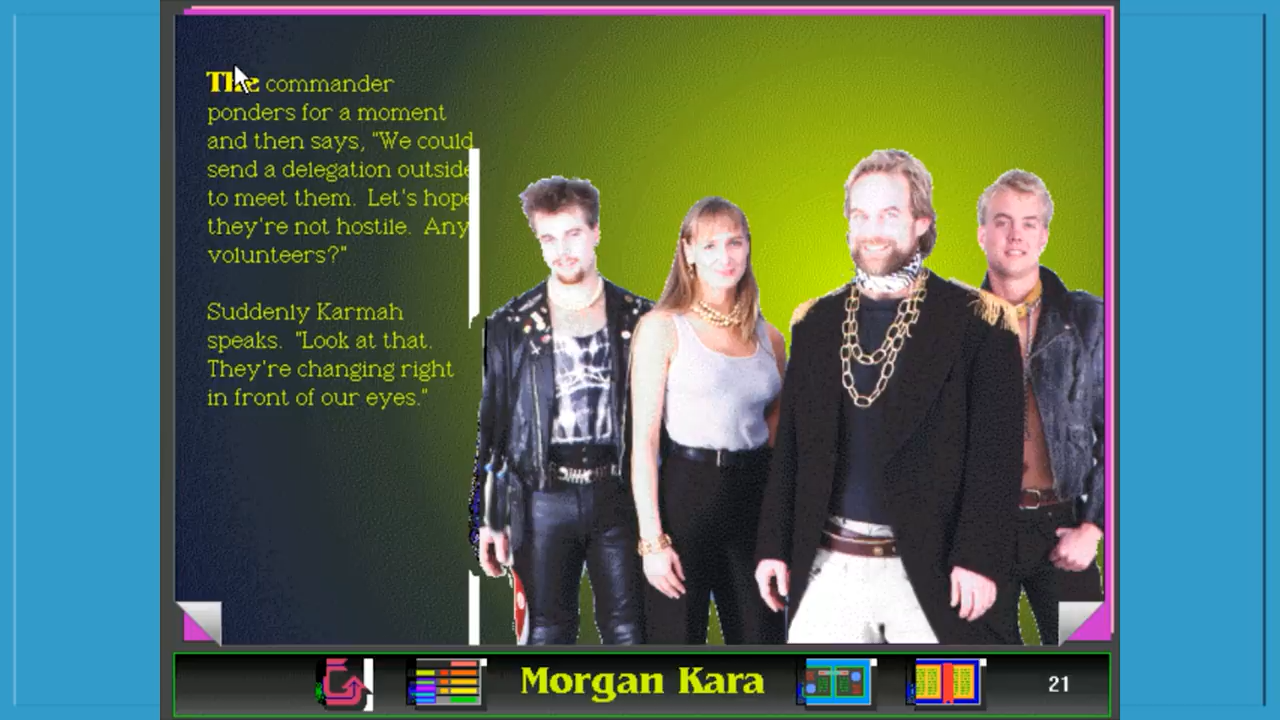 The commander
ponders for a moment
and then says, "We could
send a delegation outside
to meet them.  Let's hope
they're not hostile.  Any
volunteers?"
Suddenly Karmah
speaks.  "Look at that.
They're changing right
in front of our eyes."
Morgan Kara
21